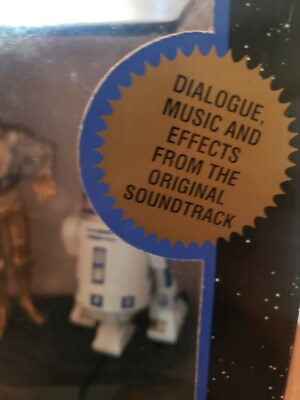 DIALOGUE,
MUSIC AND
EFFECTS
FROM THE
ORIGINAL
SOUNDTRACK